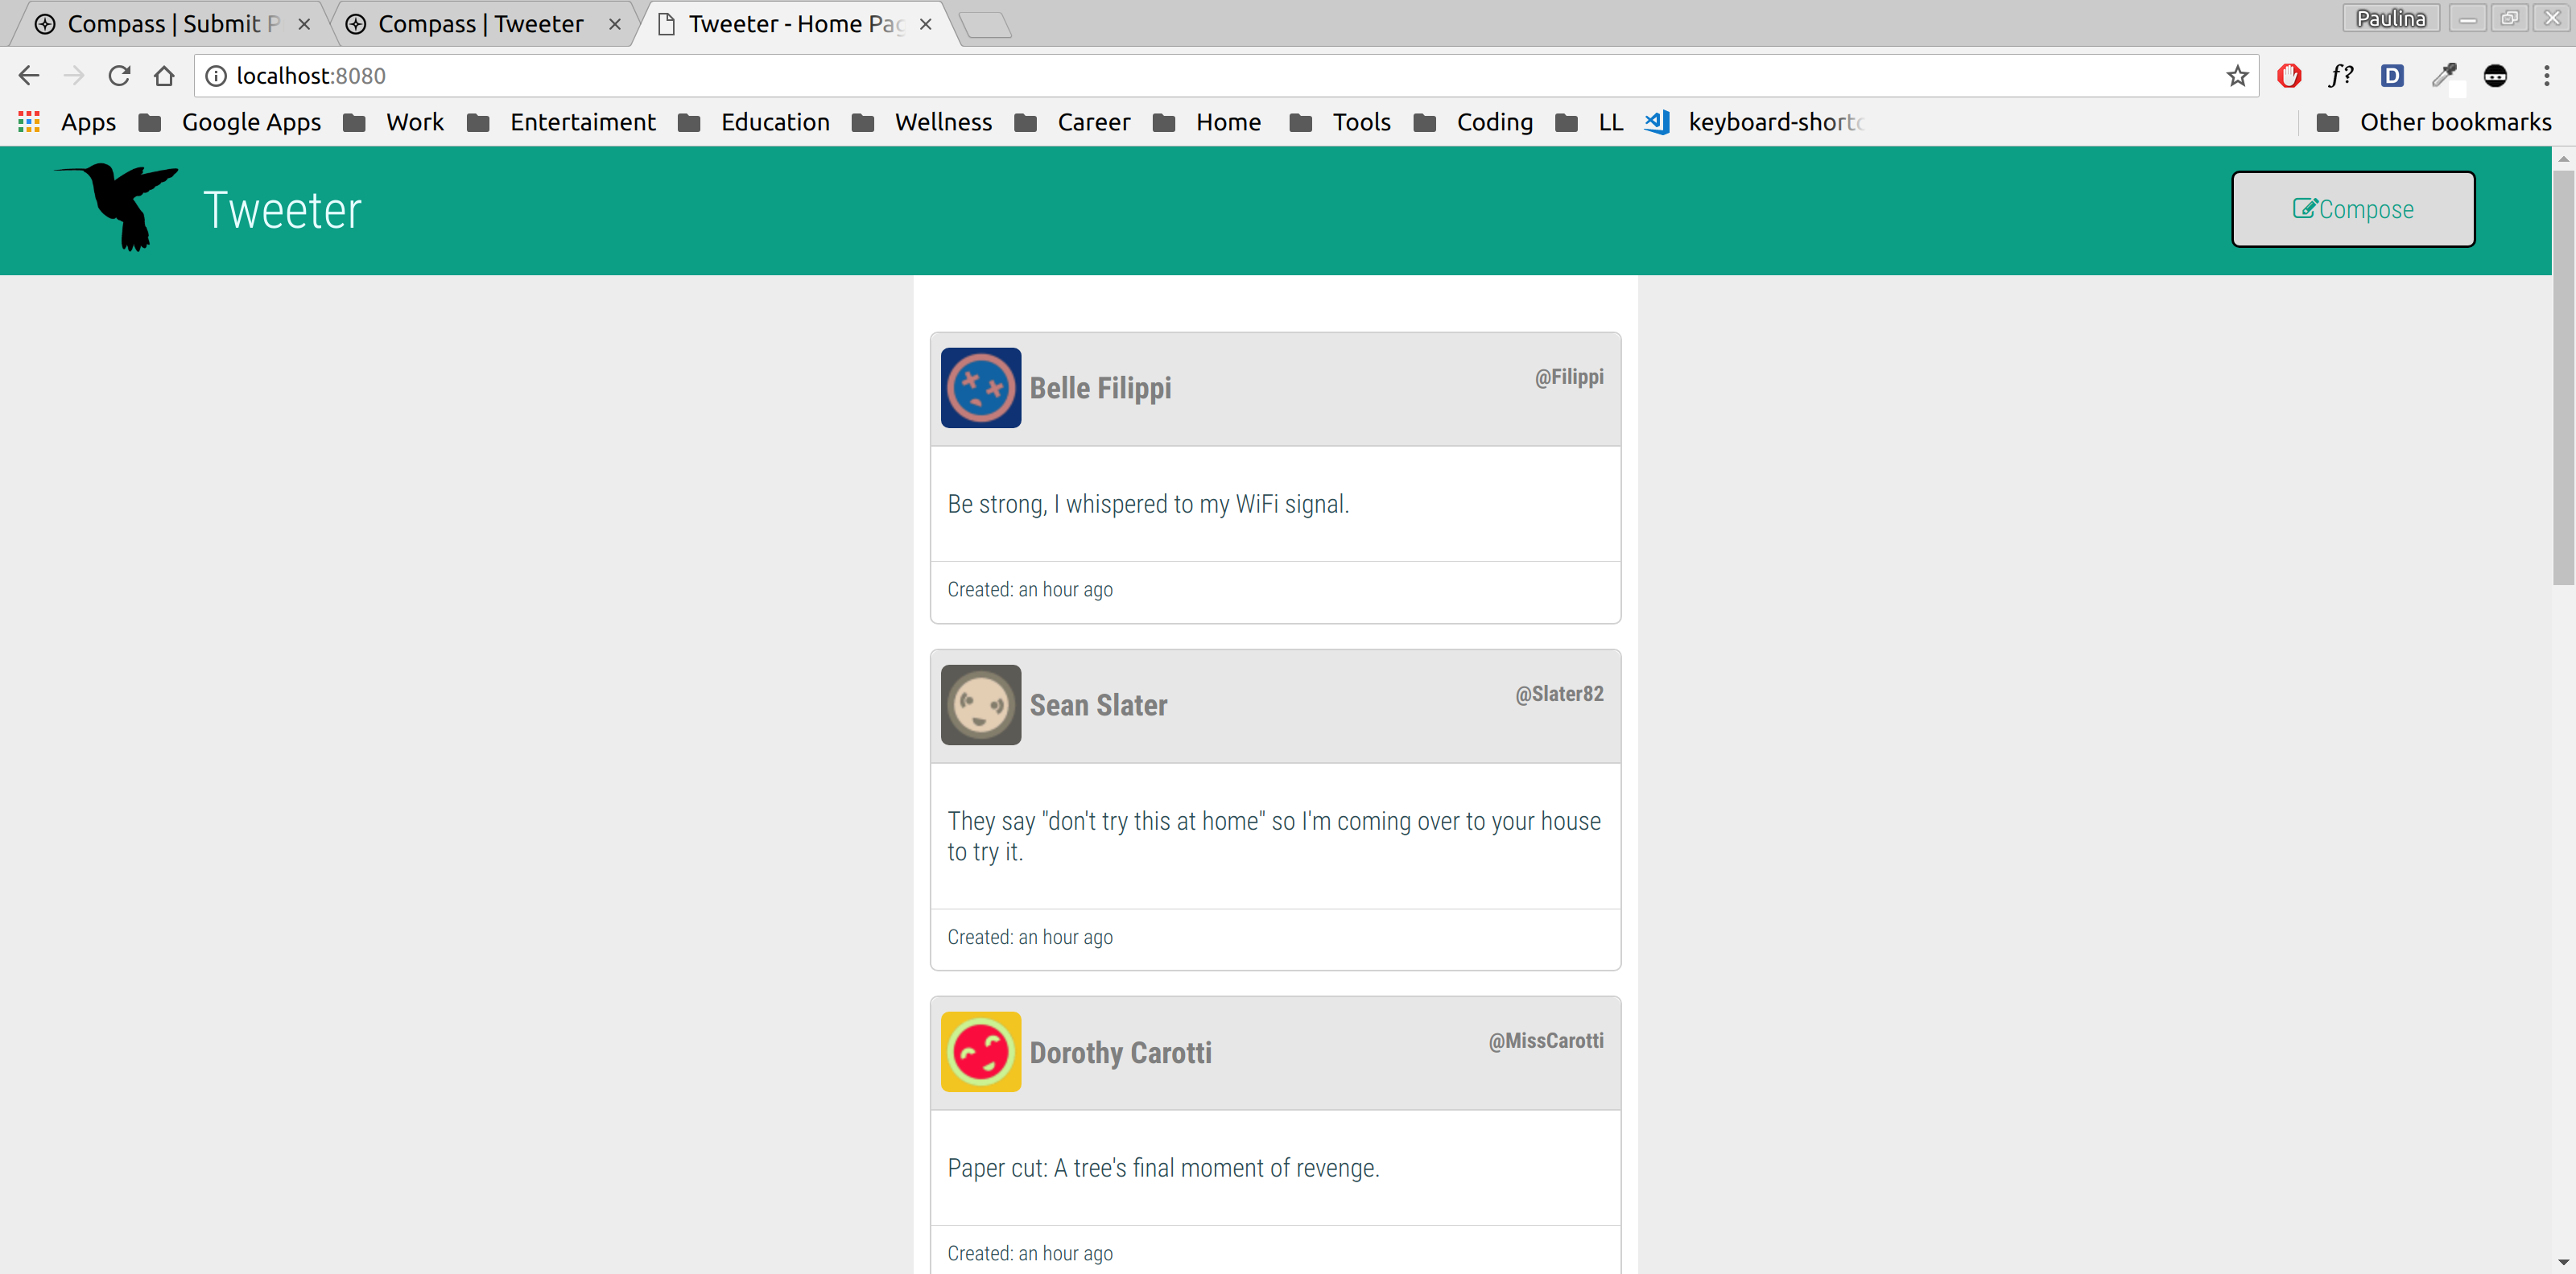 Compass | Submit P
Compass | Tweeter
Tweeter - Home Pag
Paulina
localhost:8080
f?
D
Apps
Google Apps
Work
Entertaiment
Education
Wellness
Career
Home
Tools
Coding
LL
keyboard-shortc
Other bookmarks
Tweeter
Compose
Belle Filippi
@Filippi
Be strong, I whispered to my WiFi signal.
Created: an hour ago
Sean Slater
@Slater82
They say "don't try this at home" so I'm coming over to your house
to try it.
Created: an hour ago
Dorothy Carotti
@MissCarotti
Paper cut: A tree's final moment of revenge.
Created: an hour ago